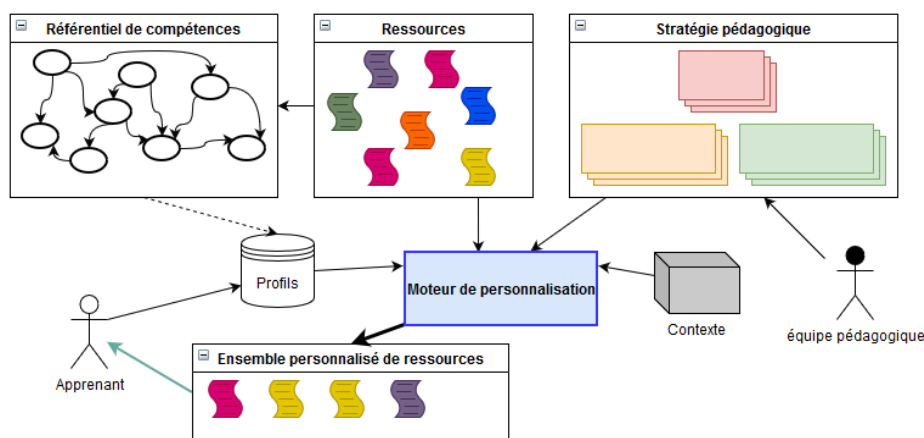 Référentiel de compétences
Ressources
Stratégie pédagogique
Profils
Moteur de personnalisation
Contexte
équipe pédagogique
Apprenant
Ensemble personnalisé de ressources